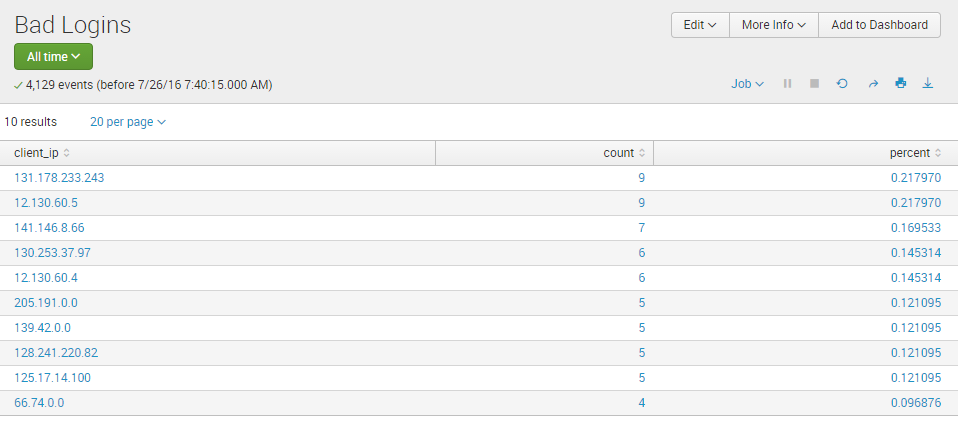 Bad Logins
Edit More Info Add to Dashboard
All time
4,129 events (before 7/26/16 7:40:15.000 AM)
Job
10 results 20 per page
client_ip count percent
131.178.233.243 9 0.217970
12.130.60.5 9 0.217970
141.146.8.66 7 0.169533
130.253.37.97 6 0.145314
12.130.60.4 6 0.145314
205.191.0.0 5 0.121095
139.42.0.0 5 0.121095
128.241.220.82 5 0.121095
125.17.14.100 5 0.121095
66.74.0.0 4 0.096876